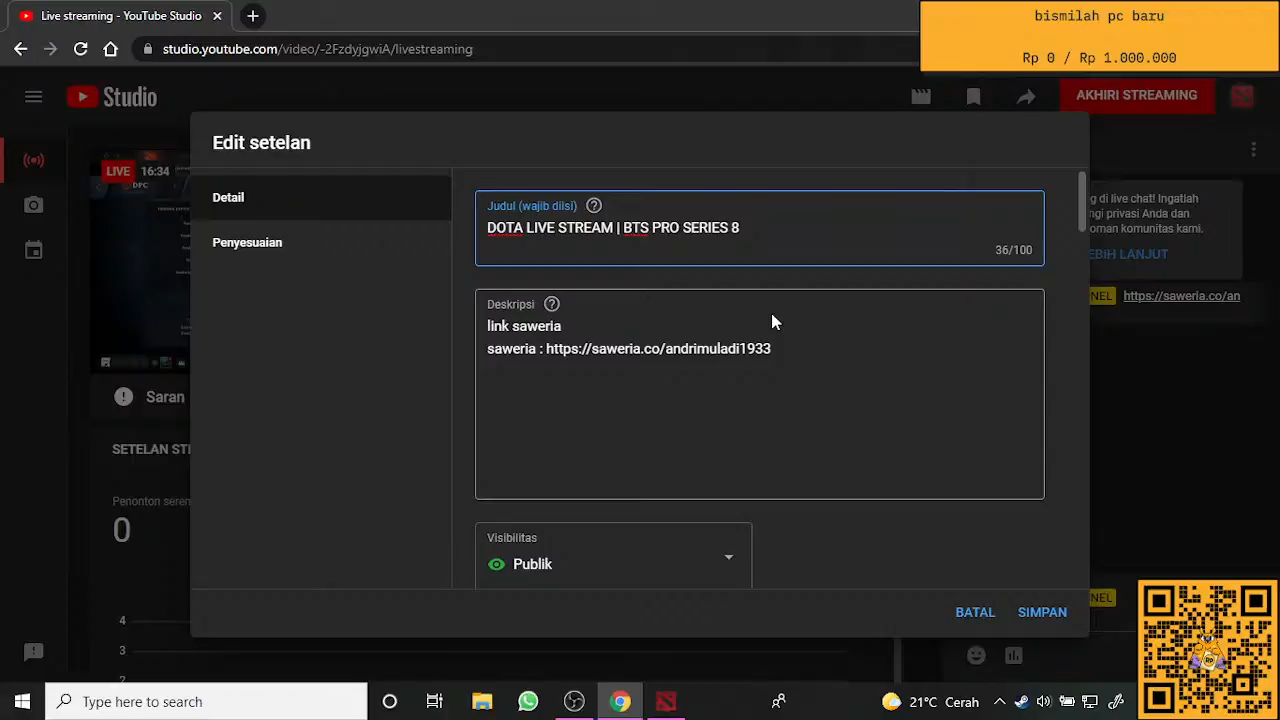 Live streaming - YouTube Studio
bismilah pc baru
Rp 0 / Rp 1.000.000
studio.youtube.com/video/-2FzdyjgwiA/livestreaming
Studio
AKHIRI STREAMING
Edit setelan
LIVE 16:34
DFC
Detail
Penyesuaian
Judul (wajib diisi)
DOTA LIVE STREAM | BTS PRO SERIES 8
36/100
Deskripsi
link saweria
saweria : https://saweria.co/andrimuladi1933
g di live chat! Ingatlah
ngi privasi Anda dan
oman komunitas kami.
EBIH LANJUT
NEL https://saweria.co/an
Saran
SETELAN STR
Penonton seren
0
Visibilitas
Publik
4
3
2
BATAL
SIMPAN
NEL
Type here to search
21°C Cerah